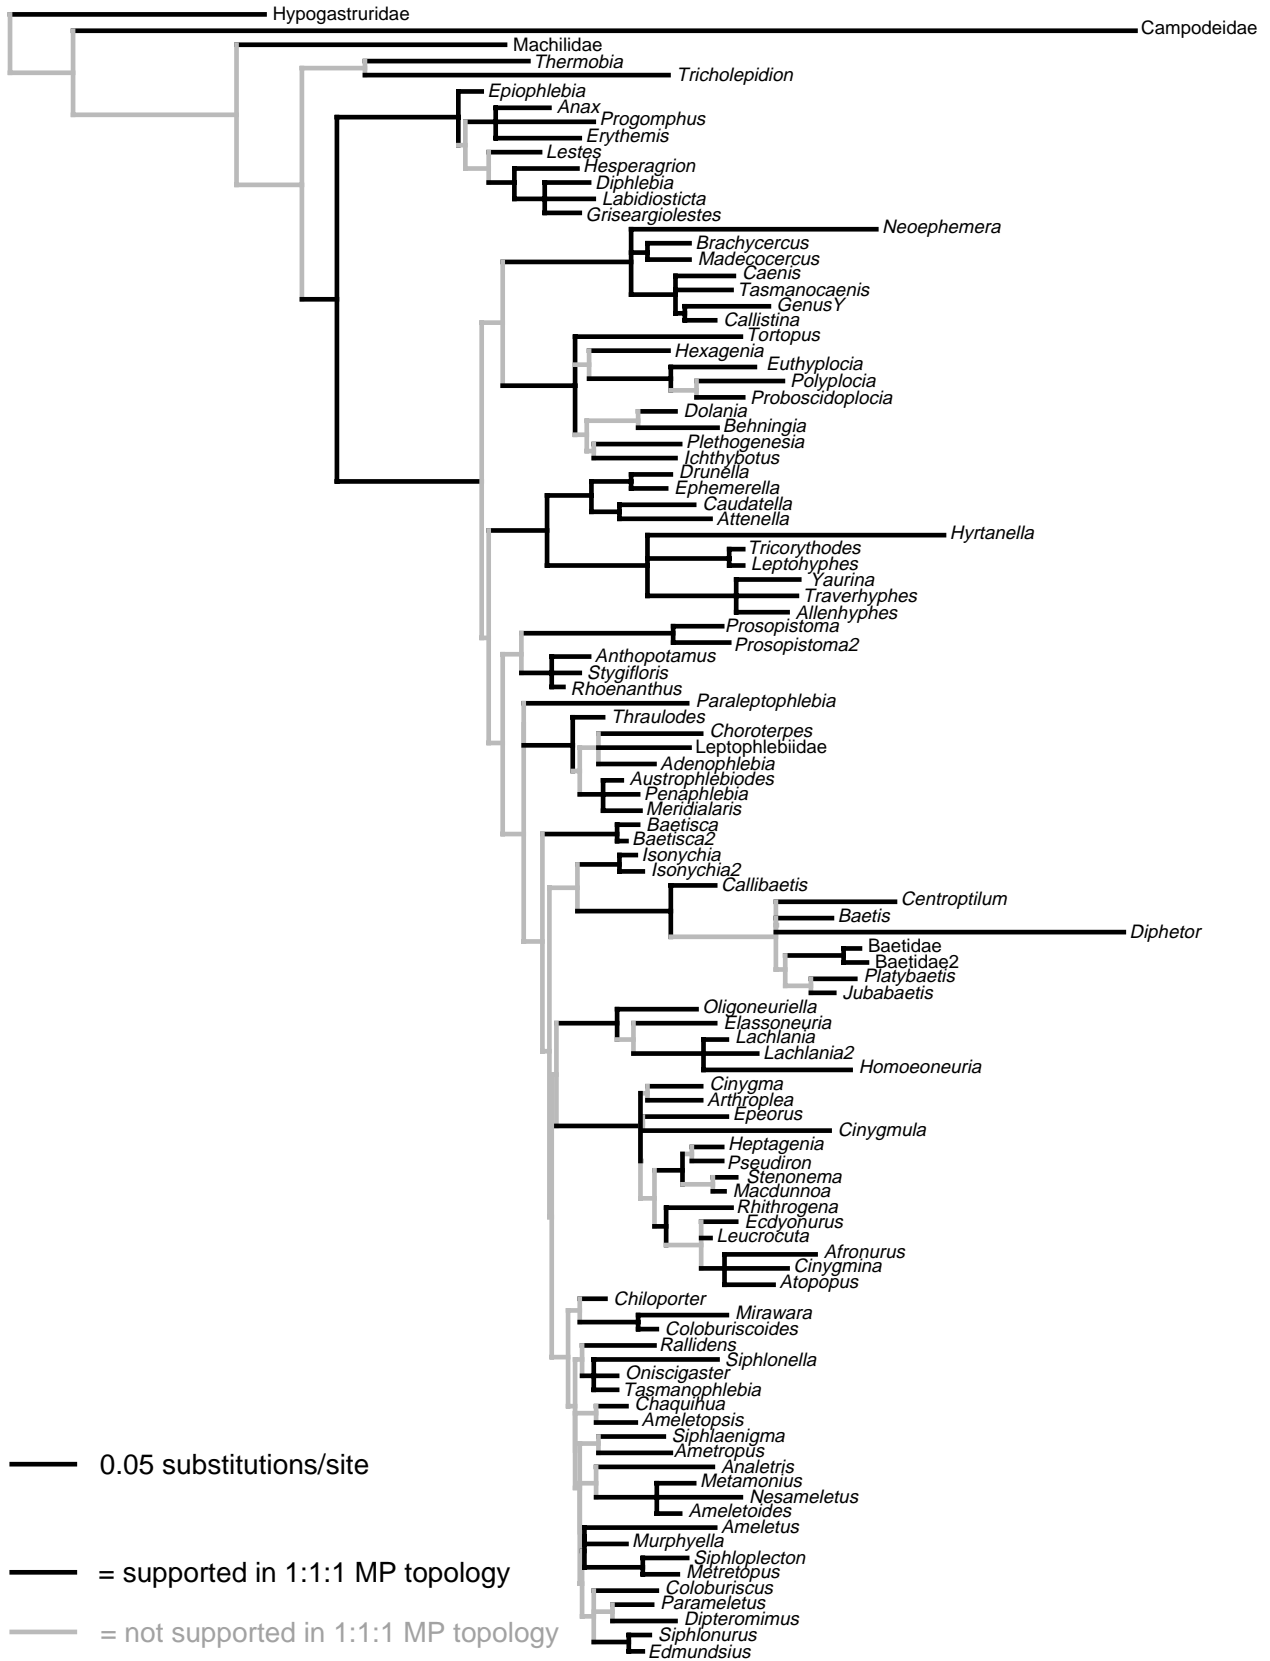 Hypogastruridae
Campodeidae
Machilidae
Thermobia
Tricholepidion
Epiophlebia
Anax
Progomphus
Erythemis
Lestes
Hesperagrion
Diphlebia
Labidiosticta
Griseargiolestes
Neoephemera
Brachycercus
Madecocercus
Caenis
Tasmanocaenis
GenusY
Callistina
Tortopus
Hexagenia
Euthyplocia
Polyplocia
Proboscidoplocia
Dolania
Behningia
Plethogenesia
Ichthybotus
Drunella
Ephemerella
Caudatella
Attenella
Hyrtanella
Tricorythodes
Leptohyphes
Yaurina
Traverhyphes
Allenhyphes
Prosopistoma
Prosopistoma2
Anthopotamus
Stygifloris
Rhoenanthus
Paraleptophlebia
Thraulodes
Choroterpes
Leptophlebiidae
Adenophlebia
Austrophlebiodes
Penaphlebia
Meridialaris
Baetisca
Baetisca2
Isonychia
Isonychia2
Callibaetis
Centroptilum
Baetis
Diphetor
Baetidae
Baetidae2
Platybaetis
Jubabaetis
Oligoneuriella
Elassoneuria
Lachlania
Lachlania2
Homoeoneuria
Cinygma
Arthroplea
Epeorus
Cinygmula
Heptagenia
Pseudiron
Stenonema
Macdunnoa
Rhithrogena
Ecdyonurus
Leucrocuta
Afronurus
Cinygmina
Atopopus
Chiloporter
Mirawara
Coloburiscoides
Rallidens
Siphlonella
Oniscigaster
Tasmanophlebia
Chaquihua
Ameletopsis
Siphlaenigma
Ametropus
Analetris
Metamonius
Nesameletus
Ameletoides
Ameletus
Murphyella
Siphloplecton
Metretopus
Coloburiscus
Parameletus
Dipteromimus
Siphlonurus
Edmundsius
0.05 substitutions/site
= supported in 1:1:1 MP topology
= not supported in 1:1:1 MP topology